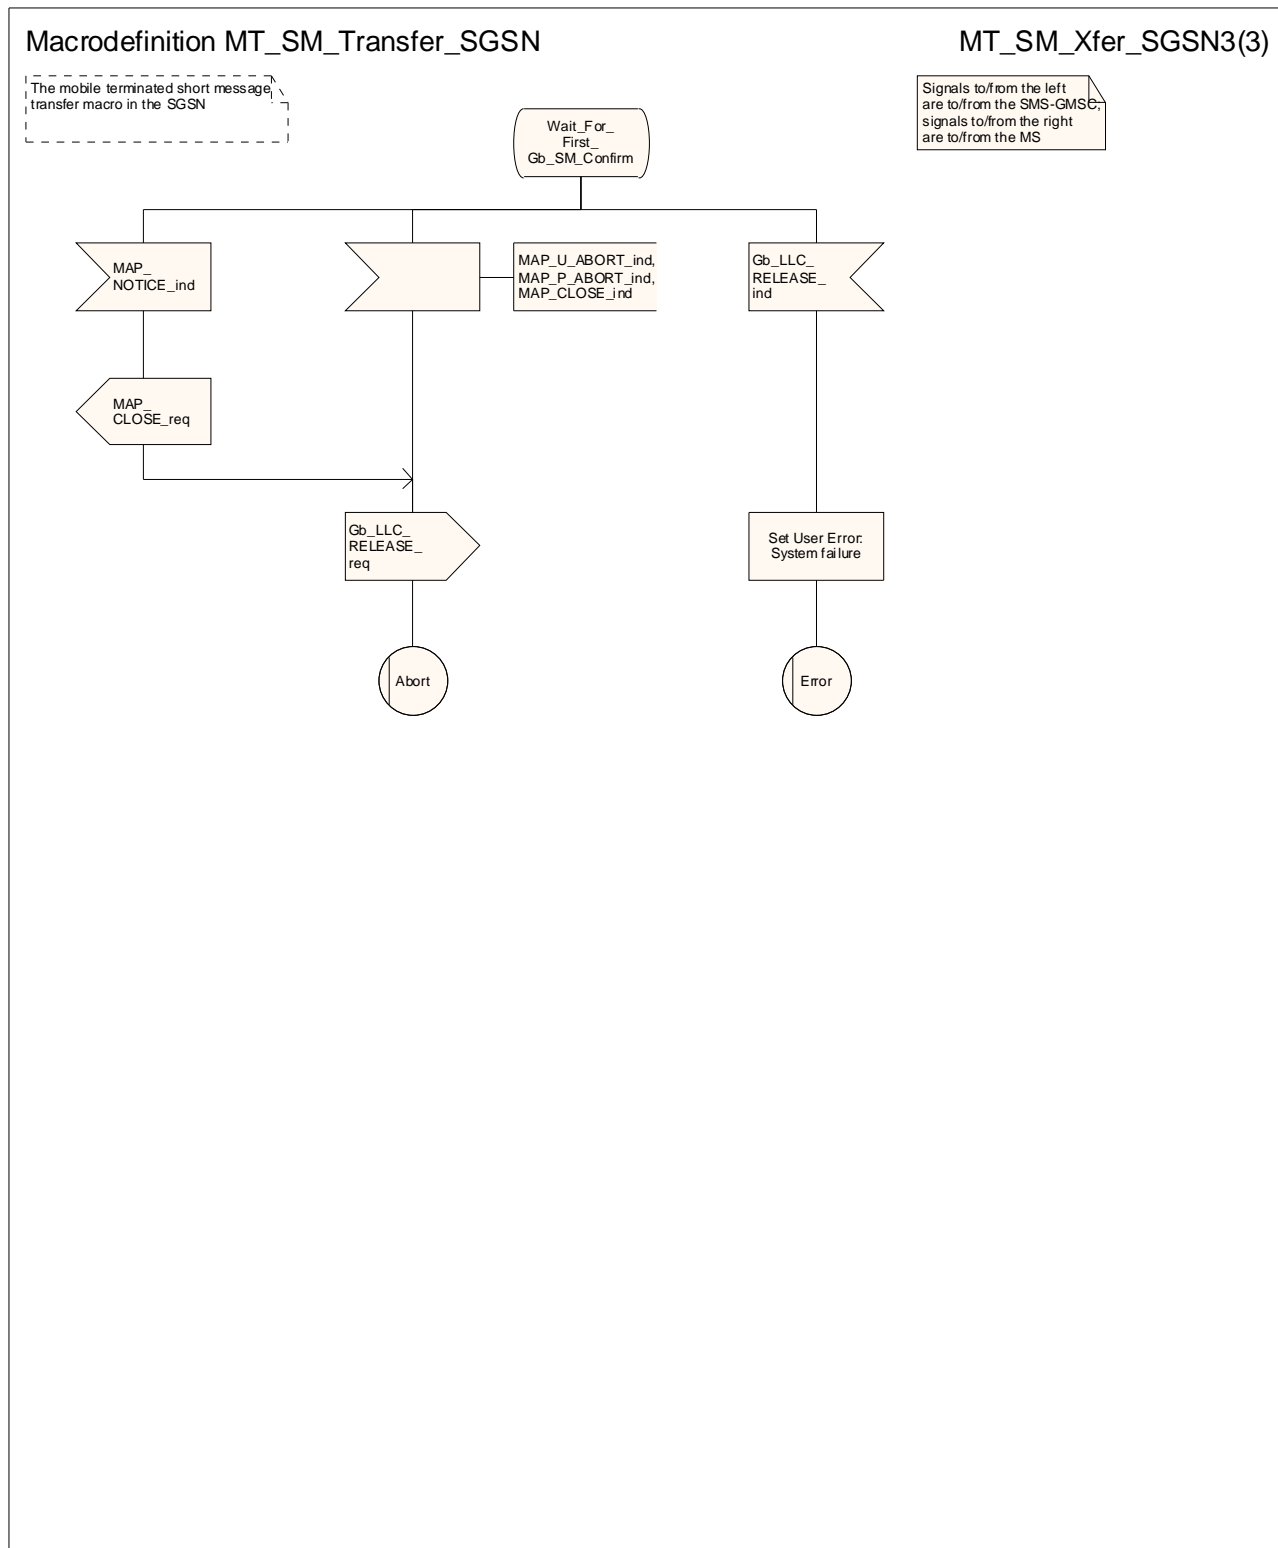 Macrodefinition MT_SM_Transfer_SGSN
MT_SM_Xfer_SGSN3(3)
The mobile terminated short message
transfer macro in the SGSN
Signals to/from the left
are to/from the SMS-GMSC;
signals to/from the right
are to/from the MS
Wait_For_
First_
Gb_SM_Confirm
MAP_
NOTICE_ind
MAP_U_ABORT_ind,
MAP_P_ABORT_ind,
MAP_CLOSE_ind
Gb_LLC_
RELEASE_
ind
MAP_
CLOSE_req
Gb_LLC_
RELEASE_
req
Set User Error:
System failure
Abort
Error